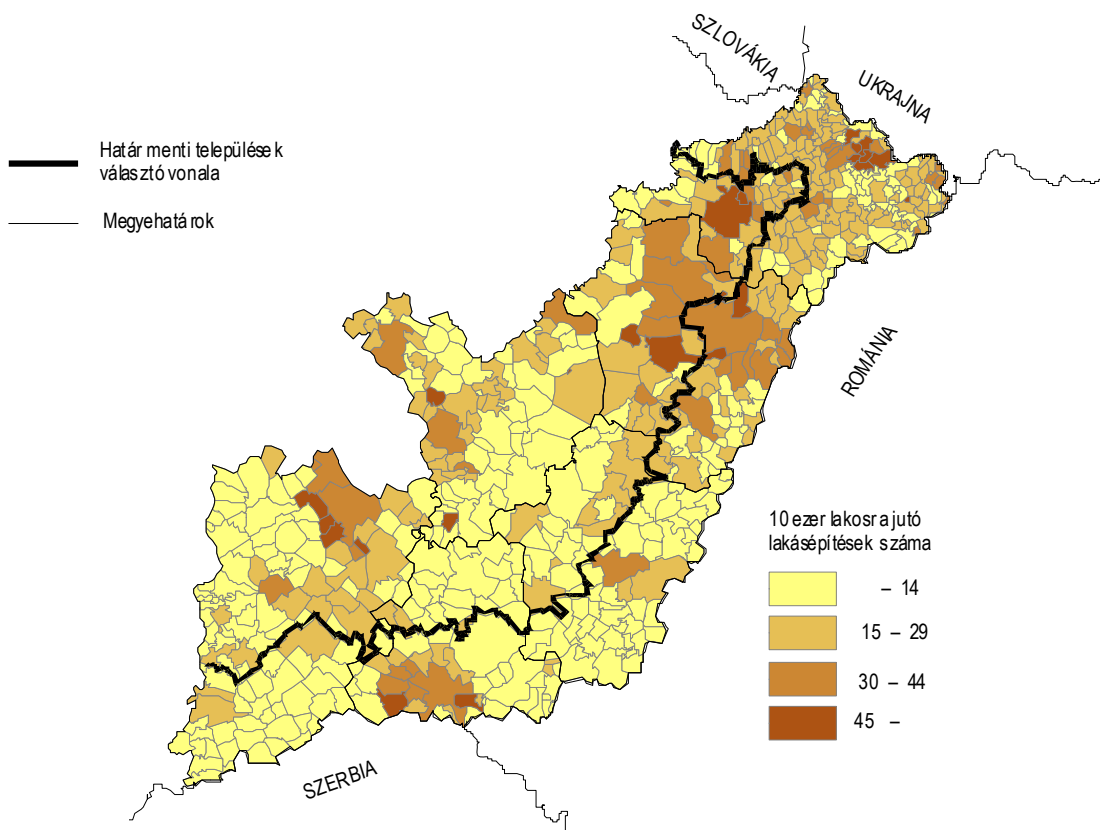 SZLOVÁKIA
UKRAJNA
Határ menti települések
választó vonala
Megyehatárok
ROMÁNIA
10 ezer lakosra jutó
lakásépítések száma
– 14
15 – 29
30 – 44
45 –
SZERBIA